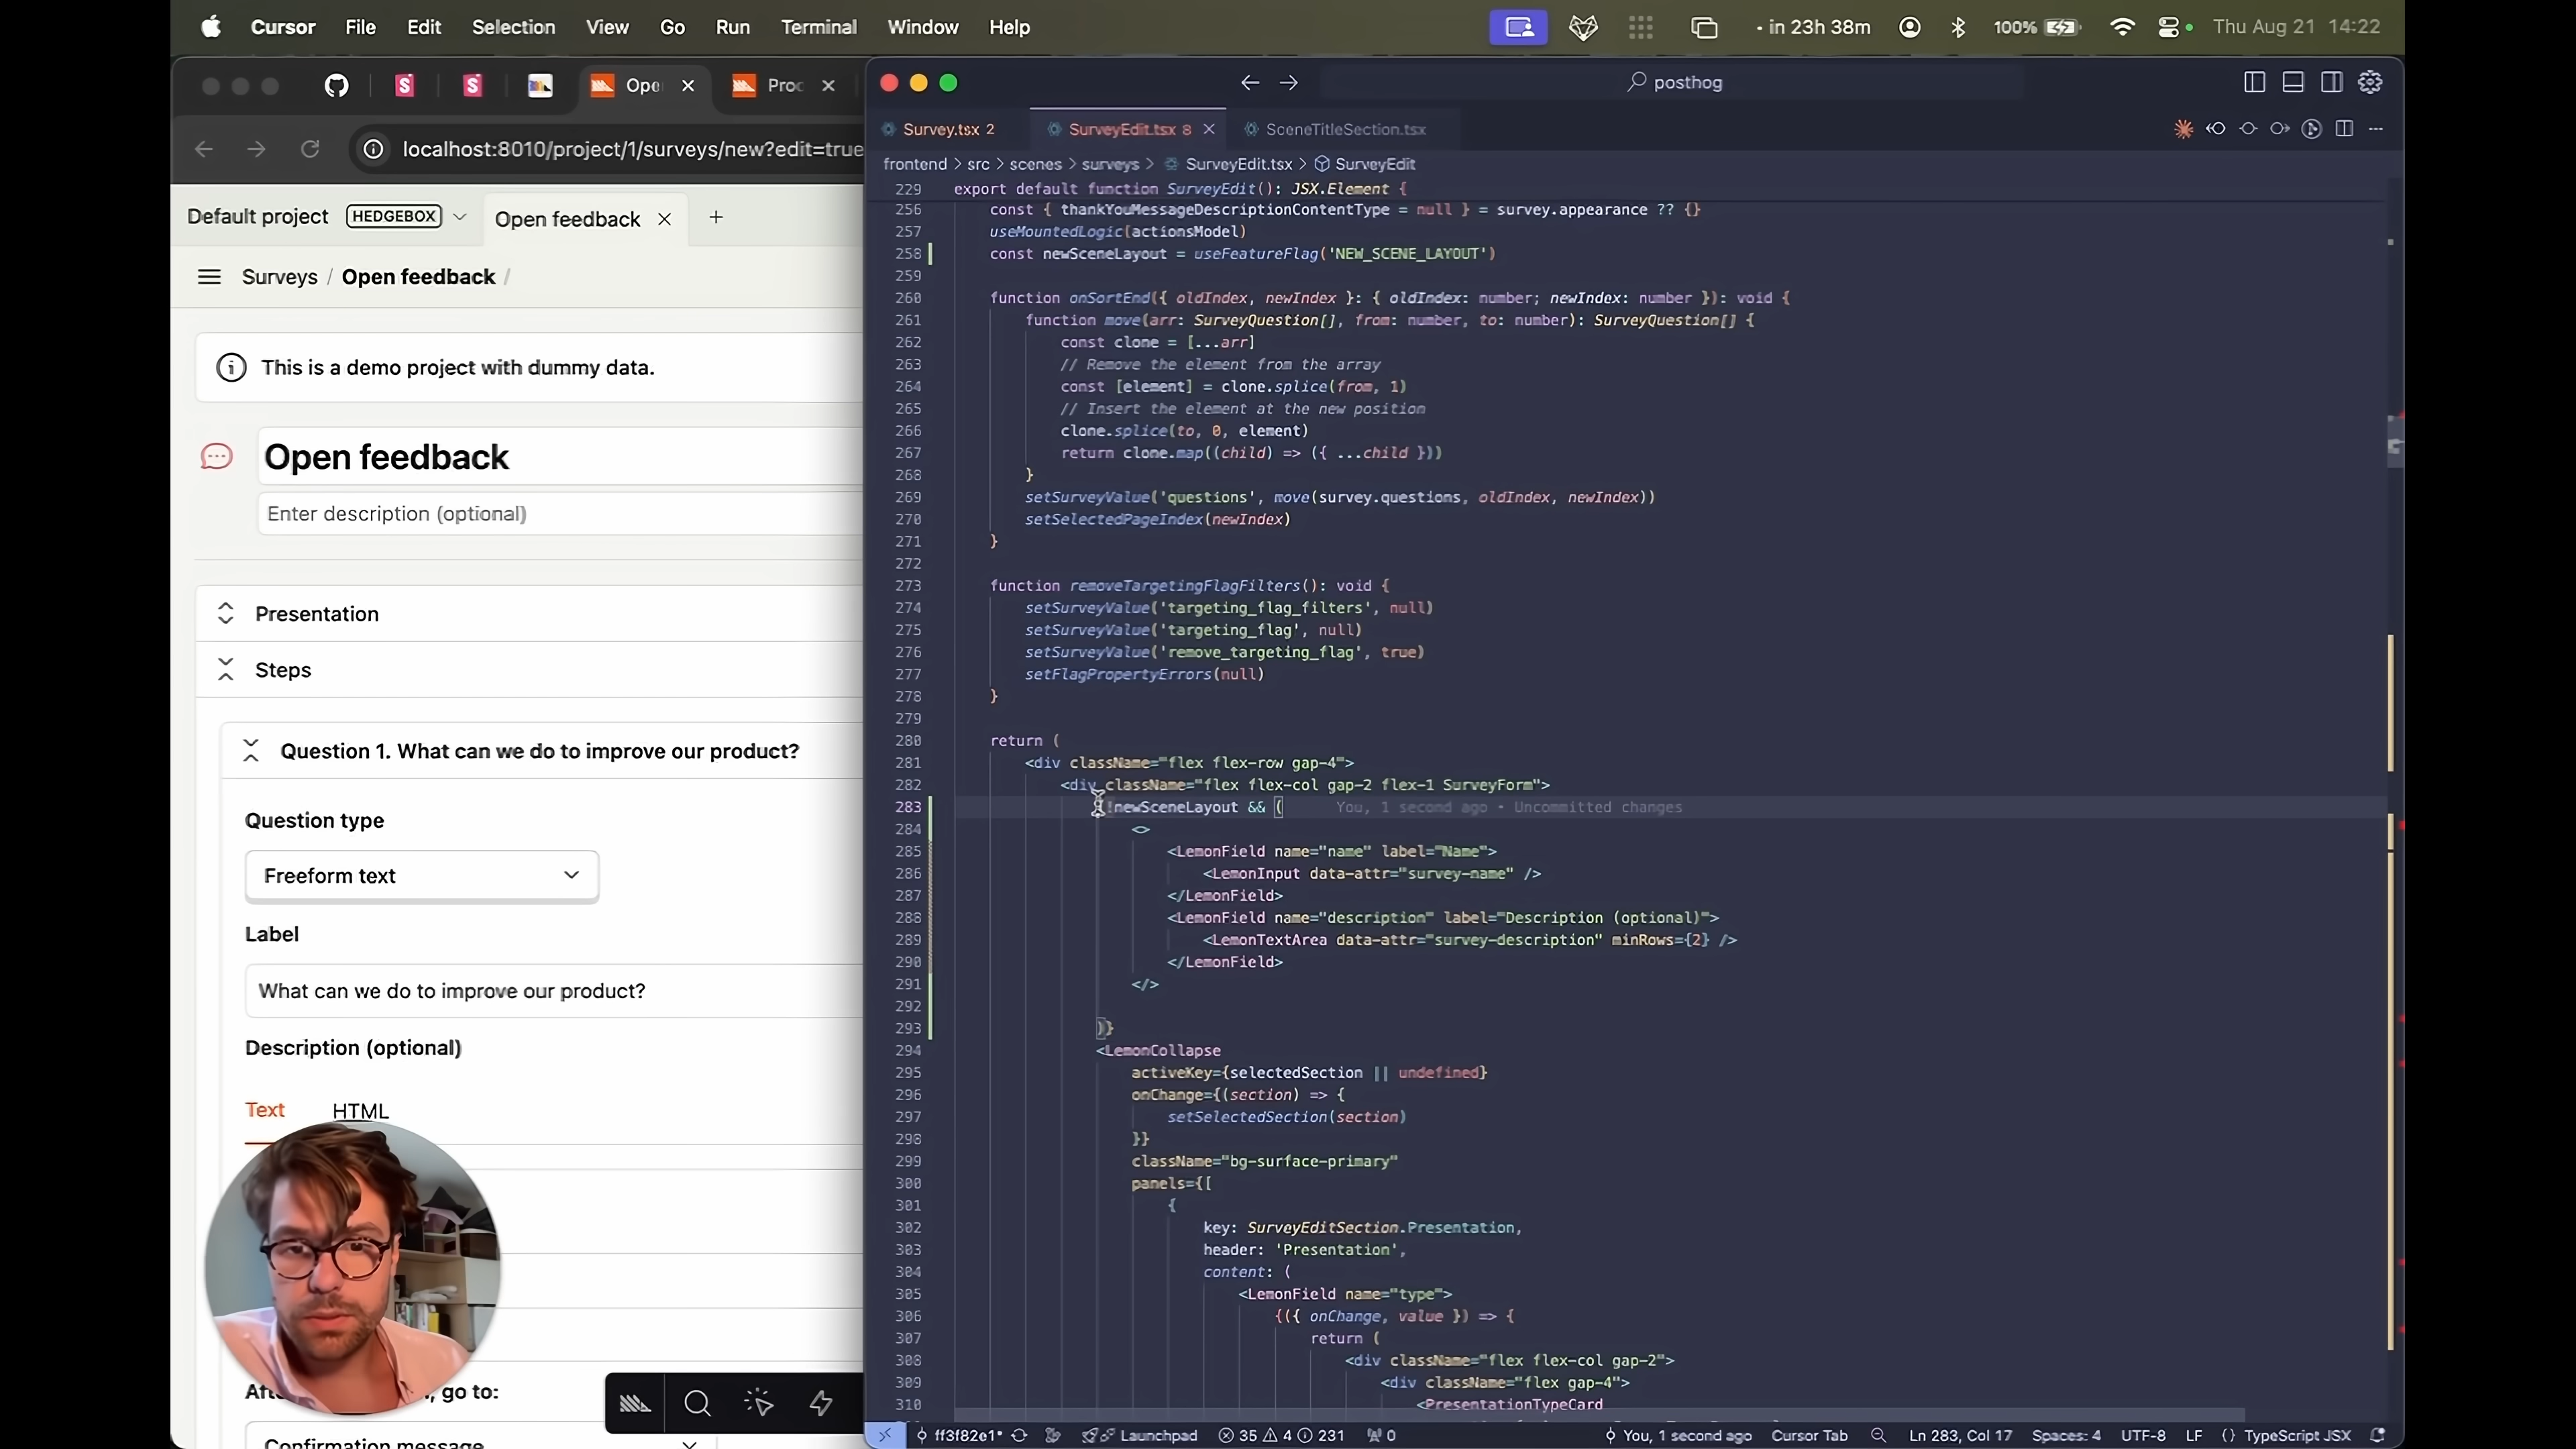 Cursor File Edit Selection View Go Run Terminal Window Help
• in 23h 38m 100% Thu Aug 21 14:22
Ope
Proc
localhost:8010/project/1/surveys/new?edit=true
Default project HEDGEBOX
Open feedback
Surveys / Open feedback /
This is a demo project with dummy data.
Open feedback
Enter description (optional)
Presentation
Steps
Question 1. What can we do to improve our product?
Question type
Freeform text
Label
What can we do to improve our product?
Description (optional)
Text HTML
, go to:
Confirmation message
posthog
Survey.tsx 2
SurveyEdit.tsx 8
SceneTitleSection.tsx
frontend > src > scenes > surveys > SurveyEdit.tsx > SurveyEdit
229 export default function SurveyEdit(): JSX.Element {
256 const { thankYouMessageDescriptionContentType = null } = survey.appearance ?? {}
257 useMountedLogic(actionsModel)
258 const newSceneLayout = useFeatureFlag('NEW_SCENE_LAYOUT')
259
260 function onSortEnd({ oldIndex, newIndex }: { oldIndex: number; newIndex: number }): void {
261 function move(arr: SurveyQuestion[], from: number, to: number): SurveyQuestion[] {
262 const clone = [...arr]
263 // Remove the element from the array
264 const [element] = clone.splice(from, 1)
265 // Insert the element at the new position
266 clone.splice(to, 0, element)
267 return clone.map((child) => ({ ...child }))
268 }
269 setSurveyValue('questions', move(survey.questions, oldIndex, newIndex))
270 setSelectedPageIndex(newIndex)
271 }
272
273 function removeTargetingFlagFilters(): void {
274 setSurveyValue('targeting_flag_filters', null)
275 setSurveyValue('targeting_flag', null)
276 setSurveyValue('remove_targeting_flag', true)
277 setFlagPropertyErrors(null)
278 }
279
280 return (
281 <div className="flex flex-row gap-4">
282 <div className="flex flex-col gap-2 flex-1 SurveyForm">
283 {!newSceneLayout && ( You, 1 second ago • Uncommitted changes
284 <>
285 <LemonField name="name" label="Name">
286 <LemonInput data-attr="survey-name" />
287 </LemonField>
288 <LemonField name="description" label="Description (optional)">
289 <LemonTextArea data-attr="survey-description" minRows={2} />
290 </LemonField>
291 </>
292
293 )}
294 <LemonCollapse
295 activeKey={selectedSection || undefined}
296 onChange={(section) => {
297 setSelectedSection(section)
298 }}
299 className="bg-surface-primary"
300 panels={[
301 {
302 key: SurveyEditSection.Presentation,
303 header: 'Presentation',
304 content: (
305 <LemonField name="type">
306 {({ onChange, value }) => {
307 return (
308 <div className="flex flex-col gap-2">
309 <div className="flex gap-4">
310 <PresentationTypeCard
ff3f82e1* Launchpad 35 4 231 0 You, 1 second ago Cursor Tab Ln 283, Col 17 Spaces: 4 UTF-8 LF {} TypeScript JSX